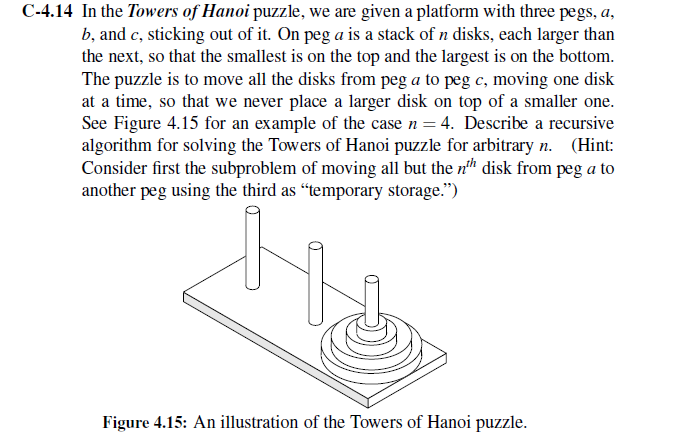 C-4.14 In the Towers of Hanoi puzzle, we are given a platform with three pegs, a,
b, and c, sticking out of it. On peg a is a stack of n disks, each larger than
the next, so that the smallest is on the top and the largest is on the bottom.
The puzzle is to move all the disks from peg a to peg c, moving one disk
at a time, so that we never place a larger disk on top of a smaller one.
See Figure 4.15 for an example of the case n = 4. Describe a recursive
algorithm for solving the Towers of Hanoi puzzle for arbitrary n. (Hint:
Consider first the subproblem of moving all but the nth disk from peg a to
another peg using the third as “temporary storage.”)
Figure 4.15: An illustration of the Towers of Hanoi puzzle.